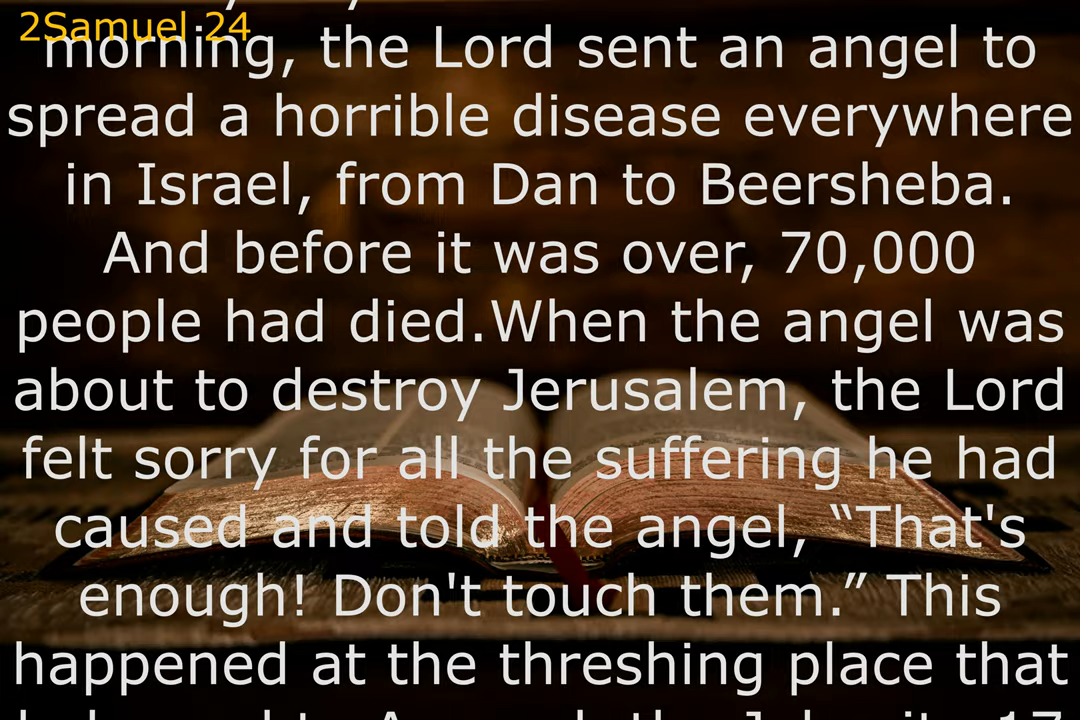 2Samuel 24
morning, the Lord sent an angel to
spread a horrible disease everywhere
in Israel, from Dan to Beersheba.
And before it was over, 70,000
people had died.When the angel was
about to destroy Jerusalem, the Lord
felt sorry for all the suffering he had
caused and told the angel, “That's
enough! Don't touch them.” This
happened at the threshing place that